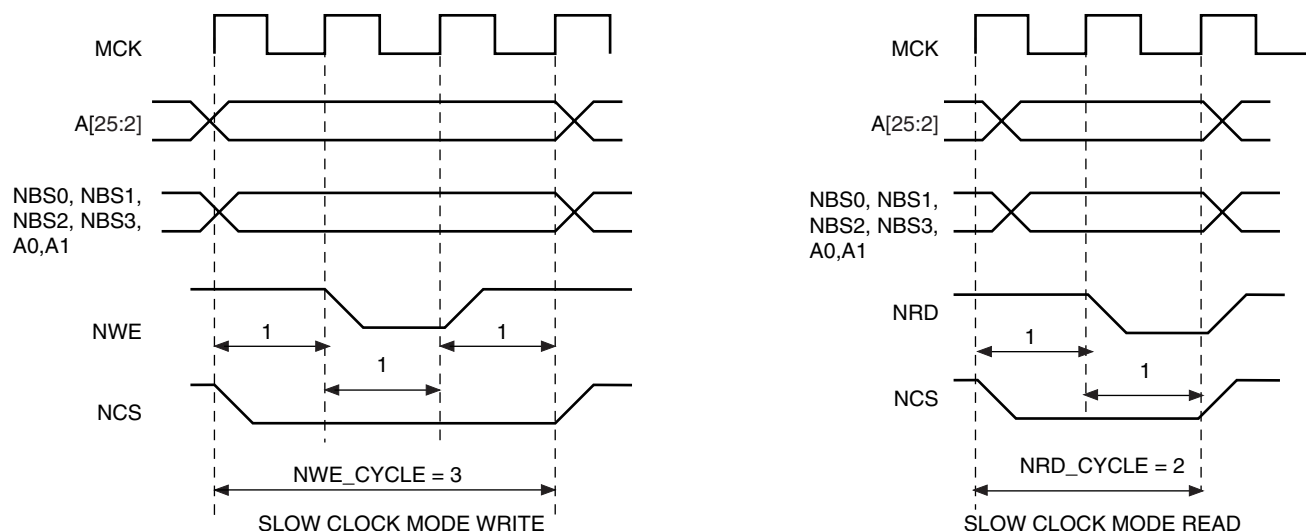 MCK
A[25:2]
NBS0, NBS1,
NBS2, NBS3,
A0,A1
NWE
1
1
1
NCS
NWE_CYCLE = 3
SLOW CLOCK MODE WRITE
MCK
A[25:2]
NBS0, NBS1,
NBS2, NBS3,
A0,A1
NRD
1
1
NCS
NRD_CYCLE = 2
SLOW CLOCK MODE READ